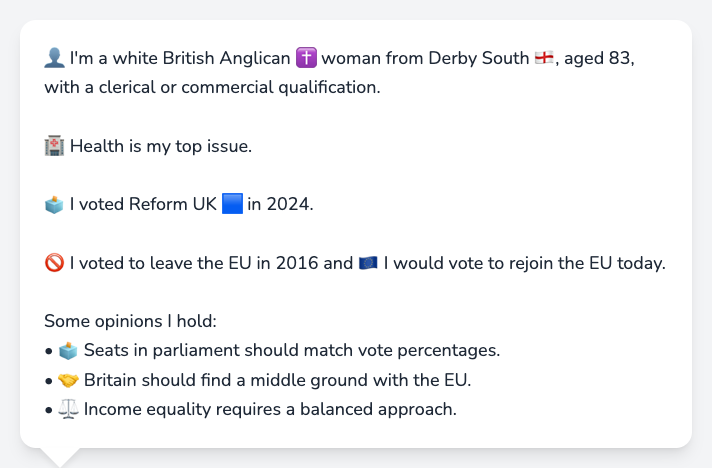 👤 I'm a white British Anglican ✝️ woman from Derby South 🏴󠁧󠁢󠁥󠁮󠁧󠁿, aged 83,
with a clerical or commercial qualification.
🏥 Health is my top issue.
🗳️ I voted Reform UK 🟦 in 2024.
🚫 I voted to leave the EU in 2016 and 🇪🇺 I would vote to rejoin the EU today.
Some opinions I hold:
• 🗳️ Seats in parliament should match vote percentages.
• 🤝 Britain should find a middle ground with the EU.
• ⚖️ Income equality requires a balanced approach.